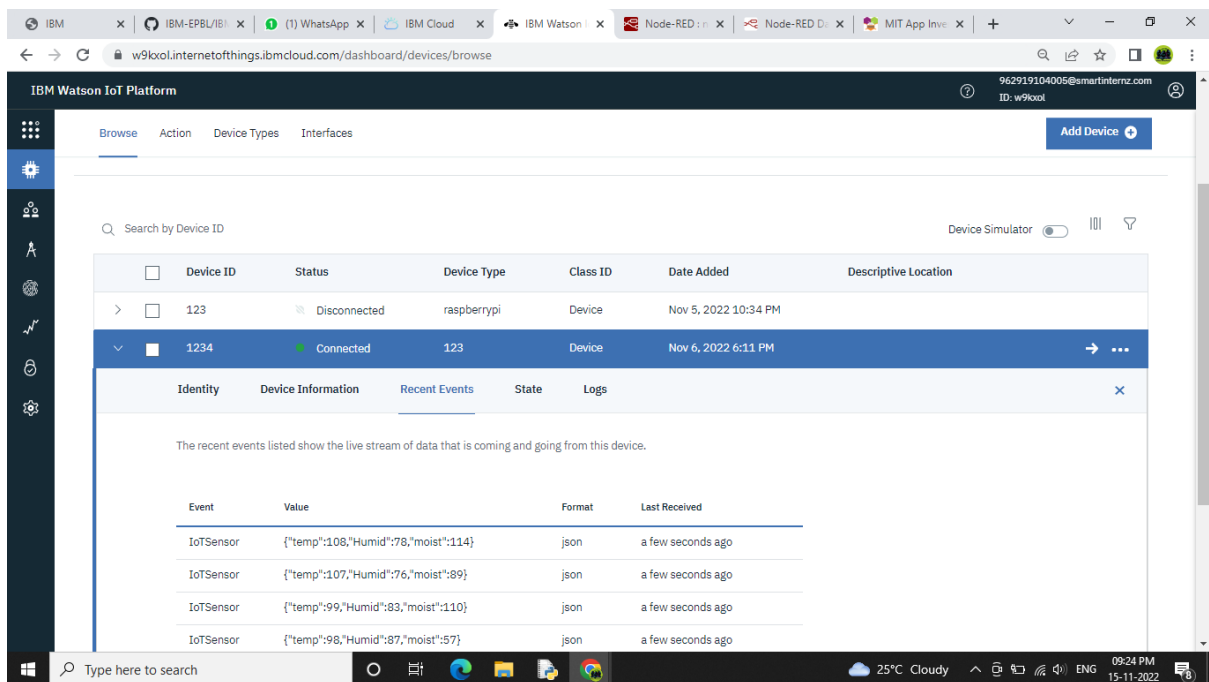 IBM
IBM-EPBL/IBM
(1) WhatsApp
IBM Cloud
IBM Watson
Node-RED : n
Node-RED Da
MIT App Inve
w9kxol.internetofthings.ibmcloud.com/dashboard/devices/browse
IBM Watson IoT Platform
962919104005@smartinternz.com
ID: w9kxol
Browse Action Device Types Interfaces Add Device
Search by Device ID Device Simulator
Device ID Status Device Type Class ID Date Added Descriptive Location
123 Disconnected raspberrypi Device Nov 5, 2022 10:34 PM
1234 Connected 123 Device Nov 6, 2022 6:11 PM
Identity Device Information Recent Events State Logs
The recent events listed show the live stream of data that is coming and going from this device.
Event Value Format Last Received
IoTSensor {"temp":108,"Humid":78,"moist":114} json a few seconds ago
IoTSensor {"temp":107,"Humid":76,"moist":89} json a few seconds ago
IoTSensor {"temp":99,"Humid":83,"moist":110} json a few seconds ago
IoTSensor {"temp":98,"Humid":87,"moist":57} json a few seconds ago
Type here to search 25°C Cloudy ENG 09:24 PM
15-11-2022
8